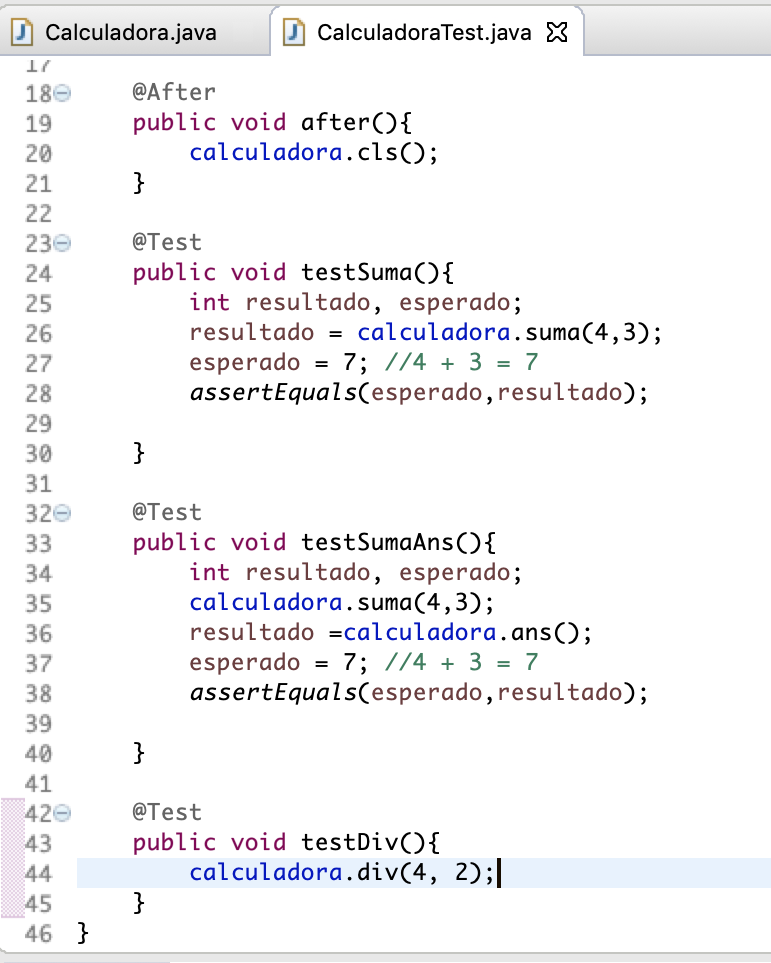 Calculadora.java
CalculadoraTest.java
17
18 @After
19 public void after(){
20 calculadora.cls();
21 }
22
23 @Test
24 public void testSuma(){
25 int resultado, esperado;
26 resultado = calculadora.suma(4,3);
27 esperado = 7; //4 + 3 = 7
28 assertEquals(esperado,resultado);
29
30 }
31
32 @Test
33 public void testSumaAns(){
34 int resultado, esperado;
35 calculadora.suma(4,3);
36 resultado =calculadora.ans();
37 esperado = 7; //4 + 3 = 7
38 assertEquals(esperado,resultado);
39
40 }
41
42 @Test
43 public void testDiv(){
44 calculadora.div(4, 2);
45 }
46 }